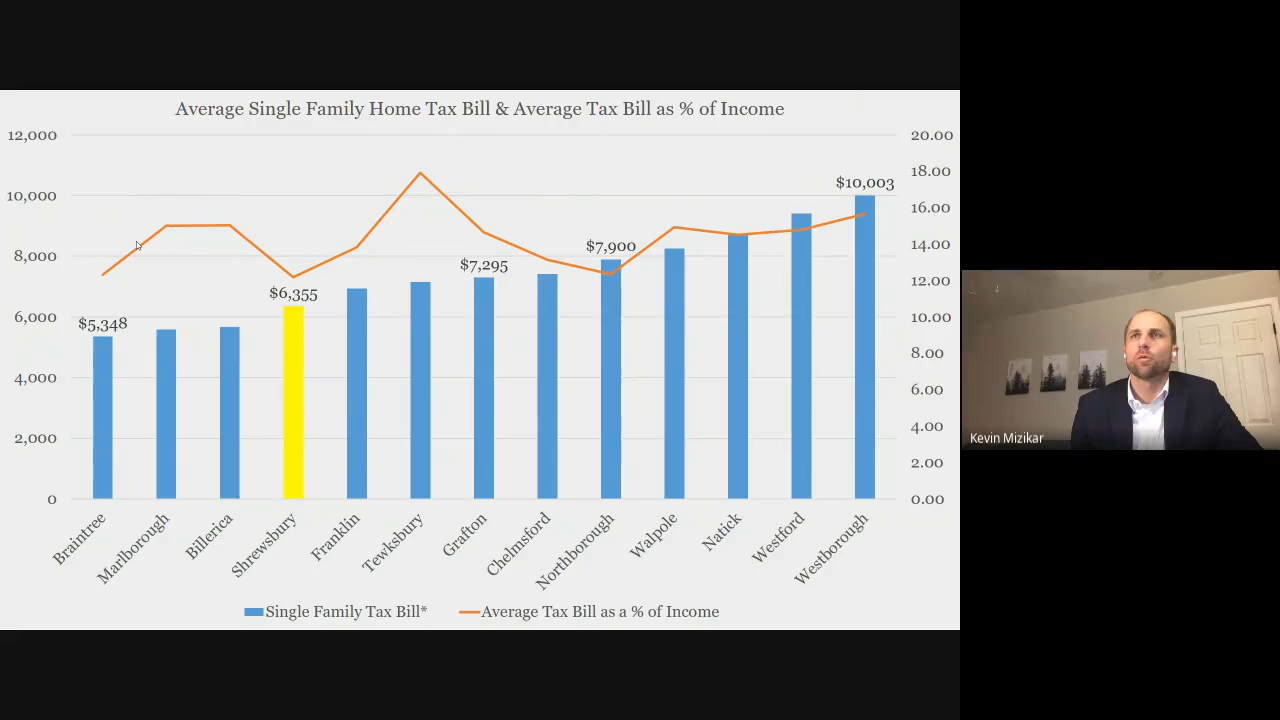 Average Single Family Home Tax Bill & Average Tax Bill as % of Income
12,000
10,000
8,000
6,000
4,000
2,000
0
20.00
18.00
16.00
14.00
12.00
10.00
8.00
6.00
4.00
2.00
0.00
$5,348
$6,355
$7,295
$7,900
$10,003
Braintree
Marlborough
Billerica
Shrewsbury
Franklin
Tewksbury
Grafton
Chelmsford
Northborough
Walpole
Natick
Westford
Westborough
Single Family Tax Bill*
Average Tax Bill as a % of Income
Kevin Mizikar